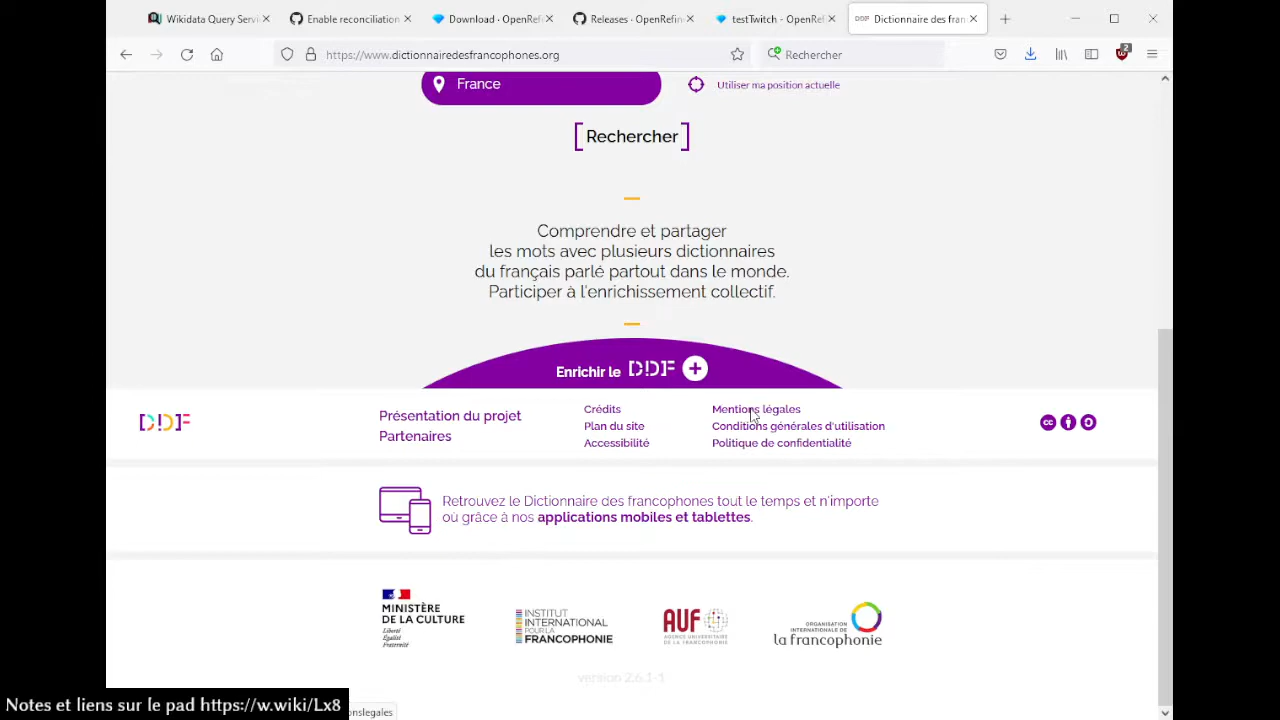 Wikidata Query Servi
Enable reconciliation
Download · OpenRefi
Releases · OpenRefin
testTwitch - OpenRe
DDF Dictionnaire des fran
https://www.dictionnairedesfrancophones.org
Rechercher
2
France
Utiliser ma position actuelle
[Rechercher]
Comprendre et partager
les mots avec plusieurs dictionnaires
du français parlé partout dans le monde.
Participer à l'enrichissement collectif.
Enrichir le DDF +
DDF
Présentation du projet
Partenaires
Crédits
Plan du site
Accessibilité
Mentions légales
Conditions générales d'utilisation
Politique de confidentialité
cc
Retrouvez le Dictionnaire des francophones tout le temps et n'importe
où grâce à nos applications mobiles et tablettes.
MINISTÈRE
DE LA CULTURE
Liberté
Égalité
Fraternité
INSTITUT
INTERNATIONAL
POUR LA
FRANCOPHONIE
AUF
AGENCE UNIVERSITAIRE
DE LA FRANCOPHONIE
ORGANISATION
INTERNATIONALE DE
la francophonie
version 2.6.1-1
Notes et liens sur le pad https://w.wiki/Lx8
onslegales